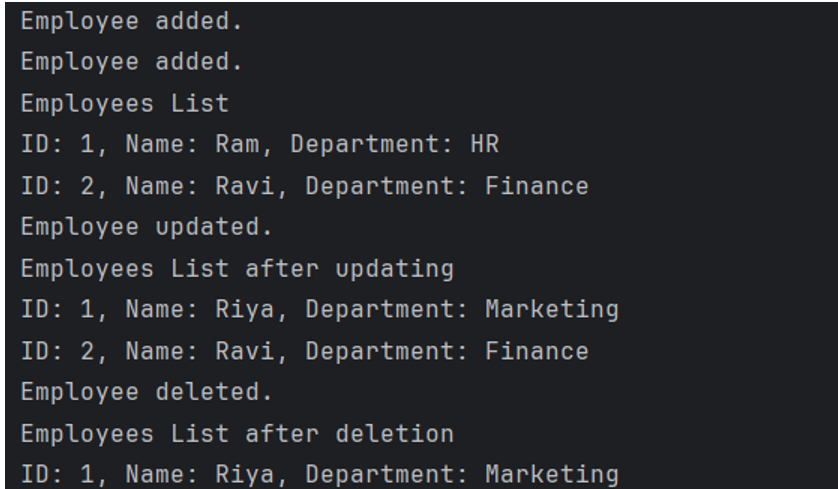 Employee added.
Employee added.
Employees List
ID: 1, Name: Ram, Department: HR
ID: 2, Name: Ravi, Department: Finance
Employee updated.
Employees List after updating
ID: 1, Name: Riya, Department: Marketing
ID: 2, Name: Ravi, Department: Finance
Employee deleted.
Employees List after deletion
ID: 1, Name: Riya, Department: Marketing